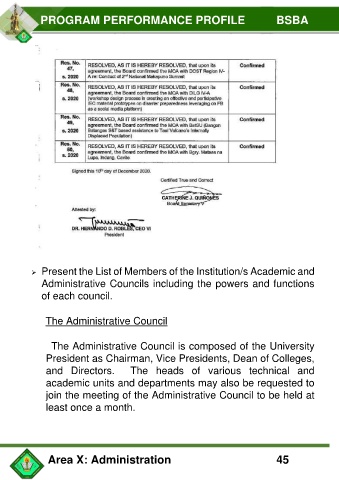 PROGRAM PERFORMANCE PROFILE BSBA
Res. No. RESOLVED, AS IT IS HEREBY RESOLVED, that upon its Confirmed
47, agreement, the Board confirmed the MOA with DOST Region IV-
s. 2020 A re: Conduct of 2nd National Makapuno Summit
Res. No. RESOLVED, AS IT IS HEREBY RESOLVED, that upon its Confirmed
48, agreement, the Board confirmed the MOA with DILG IV-A
s. 2020 (workshop design process in creating an effective and participative
IEC material prototypes on disaster preparedness leveraging on FB
as a social media platform)
Res. No. RESOLVED, AS IT IS HEREBY RESOLVED, that upon its Confirmed
49, agreement, the Board confirmed the MOA with BatSU (Bangon
s. 2020 Batangas SET based assistance to Taal Volcano's Internally
Displaced Population)
Res. No. RESOLVED, AS IT IS HEREBY RESOLVED, that upon its Confirmed
50, agreement, the Board confirmed the MOA with Brgy. Mataas na
s. 2020 Lupa, Indang, Cavite
Signed this 10th day of December 2020.
Certified True and Correct:
CATHERINE J. QUIÑONES
Board Secretary V
Attested by:
DR. HERNANDO D. ROBLES, CEO VI
President
➢ Present the List of Members of the Institution/s Academic and
Administrative Councils including the powers and functions
of each council.
The Administrative Council
The Administrative Council is composed of the University
President as Chairman, Vice Presidents, Dean of Colleges,
and Directors. The heads of various technical and
academic units and departments may also be requested to
join the meeting of the Administrative Council to be held at
least once a month.
Area X: Administration 45